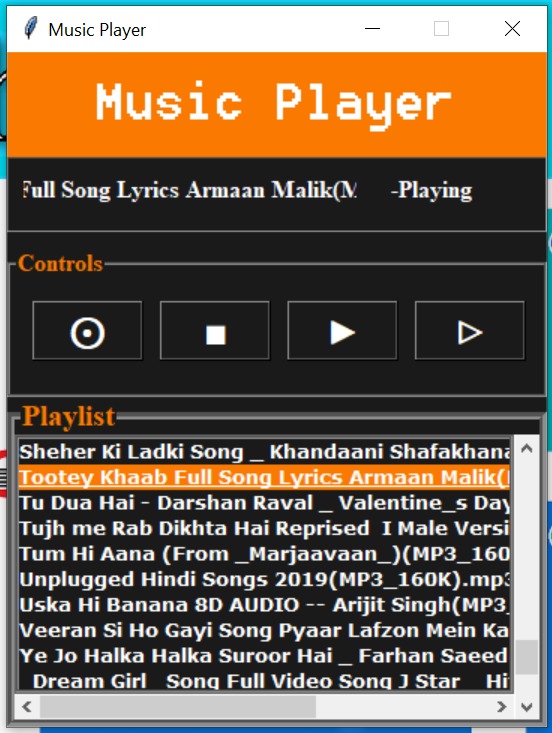 Music Player
Music Player
Full Song Lyrics Armaan Malik(M -Playing
Controls
Playlist
Sheher Ki Ladki Song _ Khandaani Shafakhana
Tootey Khaab Full Song Lyrics Armaan Malik(
Tu Dua Hai - Darshan Raval _ Valentine_s Day
Tujh me Rab Dikhta Hai Reprised I Male Versi
Tum Hi Aana (From _Marjaavaan_)(MP3_160
Unplugged Hindi Songs 2019(MP3_160K).mp3
Uska Hi Banana 8D AUDIO -- Arijit Singh(MP3_
Veeran Si Ho Gayi Song Pyaar Lafzon Mein Ka
Ye Jo Halka Halka Suroor Hai _ Farhan Saeed
_Dream Girl_ Song Full Video Song J Star _ Hi